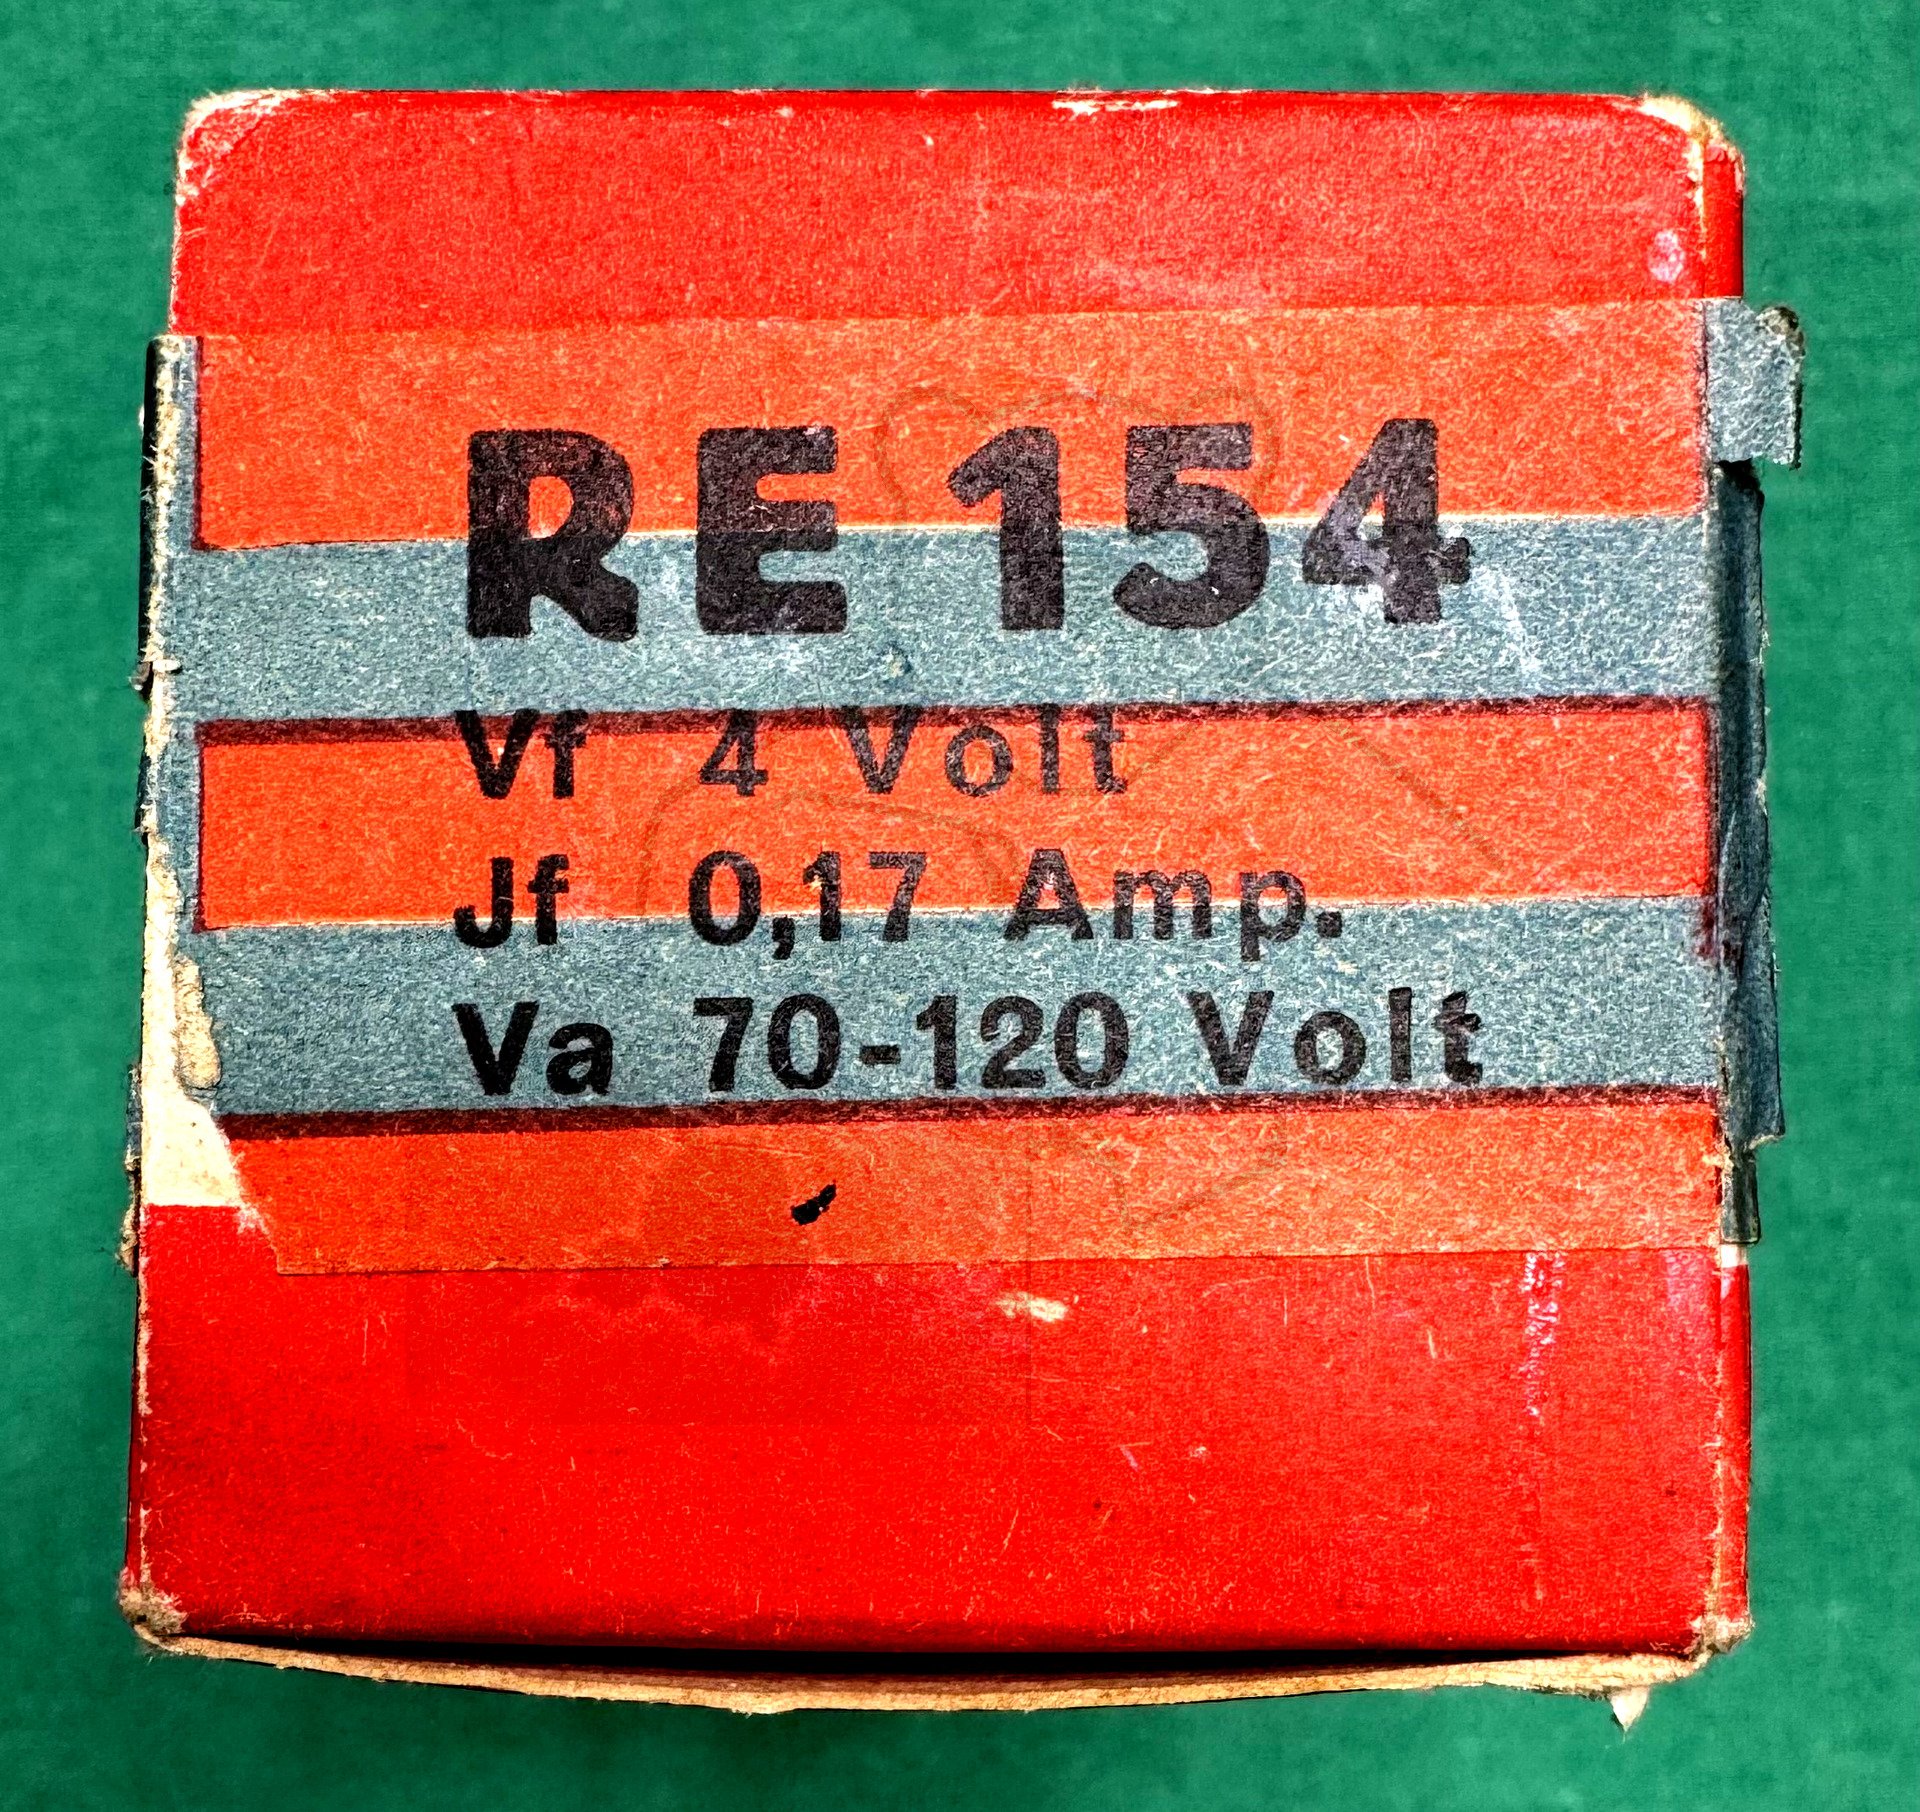 RE 154
Vf 4 Volt
Jf 0,17 Amp.
Va 70-120 Volt